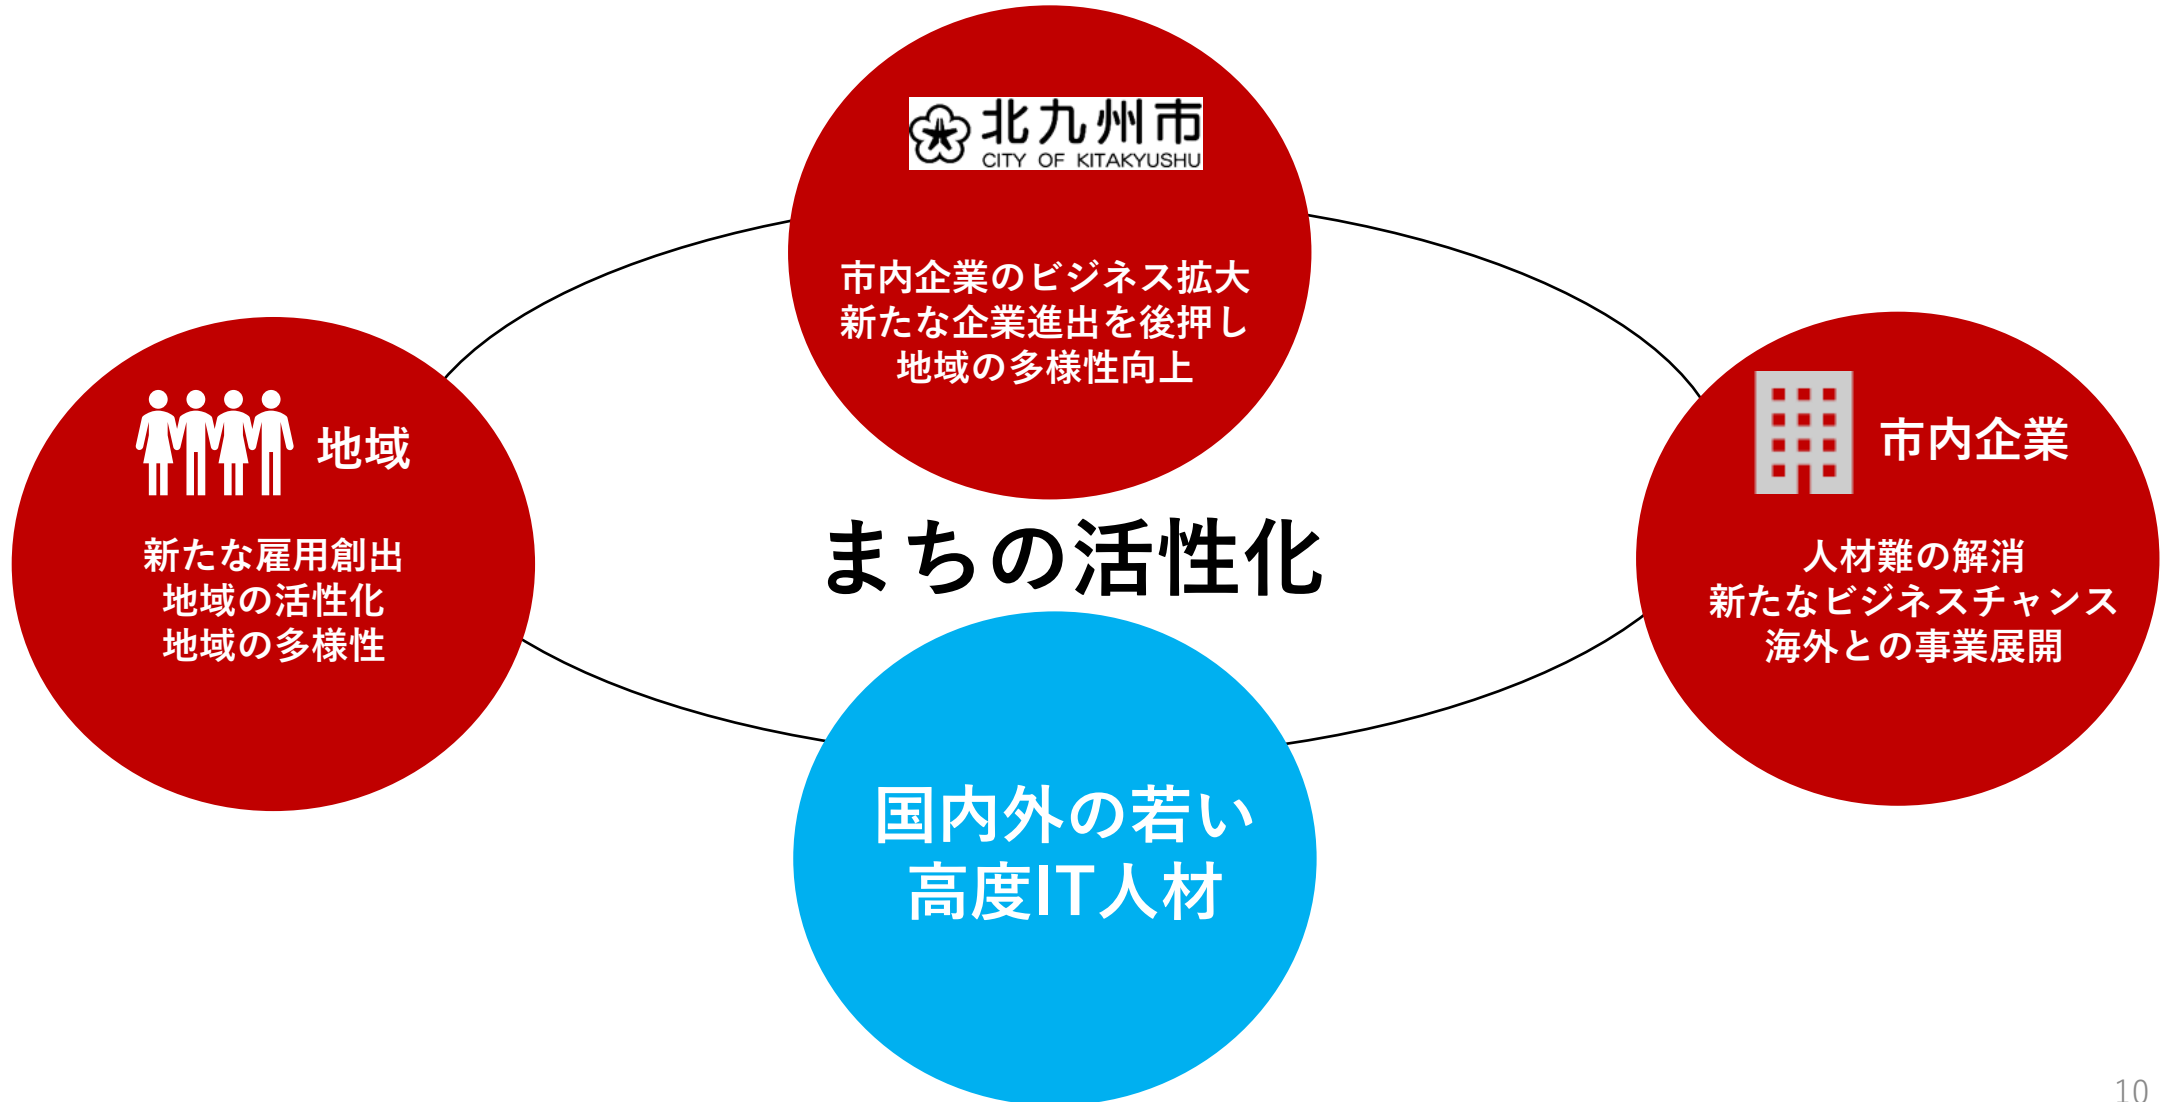 北九州市
CITY OF KITAKYUSHU
市内企業のビジネス拡大
新たな企業進出を後押し
地域の多様性向上
地域
新たな雇用創出
地域の活性化
地域の多様性
まちの活性化
市内企業
人材難の解消
新たなビジネスチャンス
海外との事業展開
国内外の若い
高度IT人材
10